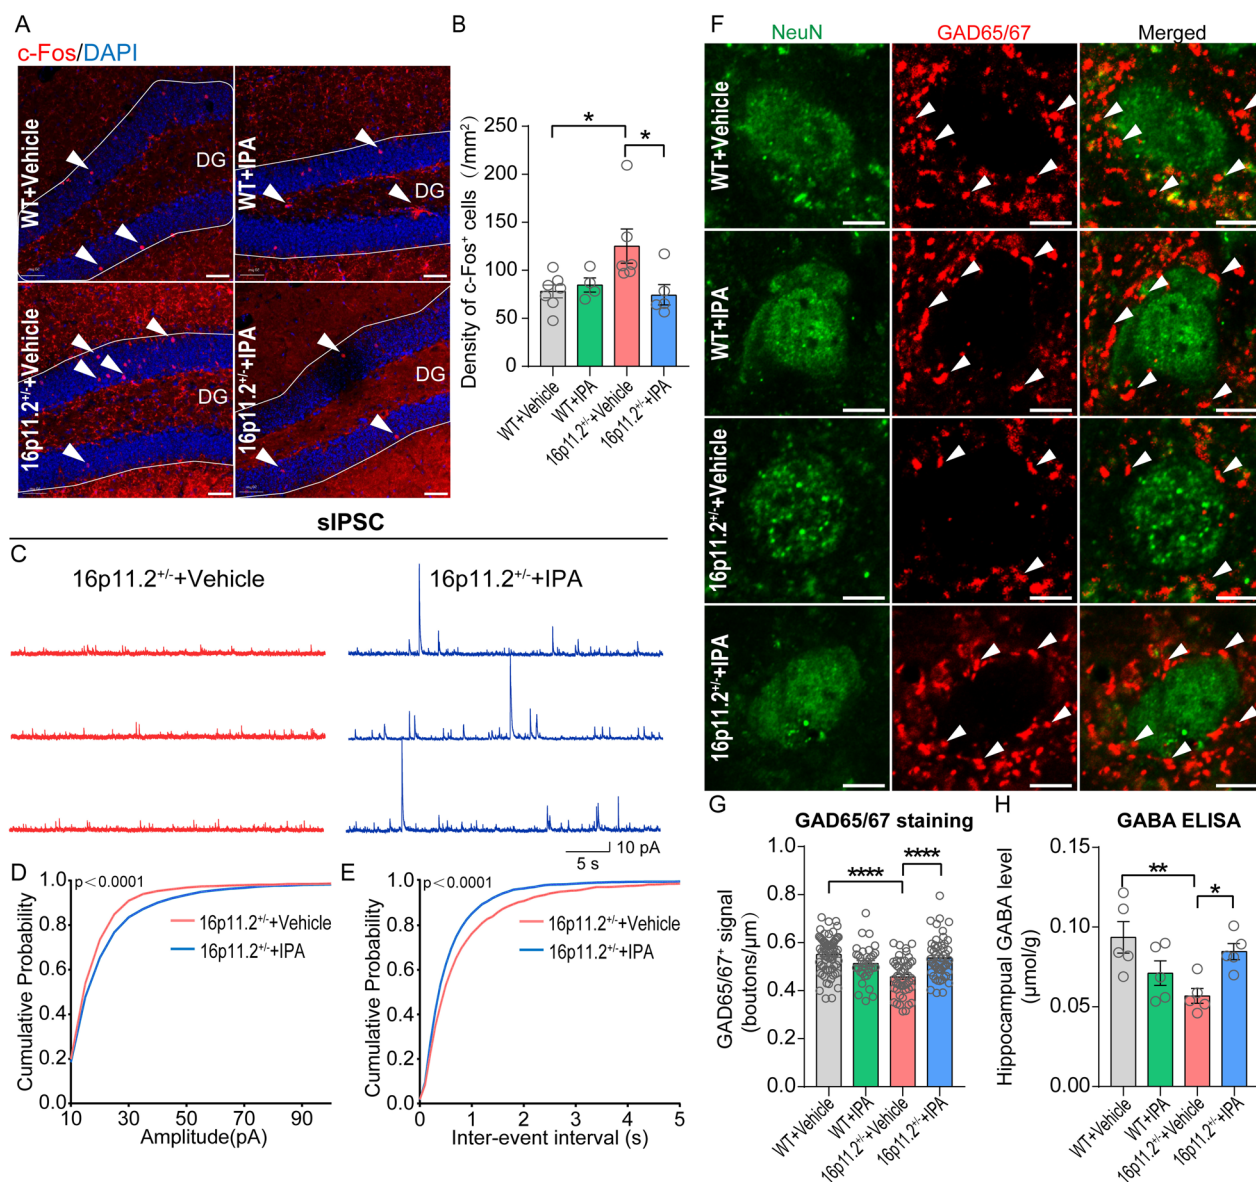 A
c-Fos/DAPI
WT+Vehicle
DG
WT+IPA
DG
16p11.2+/-+Vehicle
DG
16p11.2+/-+IPA
DG
B
Density of c-Fos+ cells (/mm2)
250
200
150
100
50
0
*
*
WT+Vehicle
WT+IPA
16p11.2+/-+Vehicle
16p11.2+/-+IPA
sIPSC
C
16p11.2+/-+Vehicle
16p11.2+/-+IPA
10 pA
5 s
D
Cumulative Probability
1.0
0.8
0.6
0.4
0.2
0.0
p<0.0001
16p11.2+/-+Vehicle
16p11.2+/-+IPA
10 30 50 70 90
Amplitude(pA)
E
Cumulative Probability
1.0
0.8
0.6
0.4
0.2
0.0
p<0.0001
16p11.2+/-+Vehicle
16p11.2+/-+IPA
0 1 2 3 4 5
Inter-event interval (s)
F
NeuN GAD65/67 Merged
WT+Vehicle
WT+IPA
16p11.2+/-+Vehicle
16p11.2+/-+IPA
G
GAD65/67 staining
GAD65/67+ signal
(boutons/μm)
1.0
0.8
0.6
0.4
0.2
0.0
****
****
WT+Vehicle
WT+IPA
16p11.2+/-+Vehicle
16p11.2+/-+IPA
H
GABA ELISA
Hippocampual GABA level
(μmol/g)
0.15
0.10
0.05
0.00
**
*
WT+Vehicle
WT+IPA
16p11.2+/-+Vehicle
16p11.2+/-+IPA